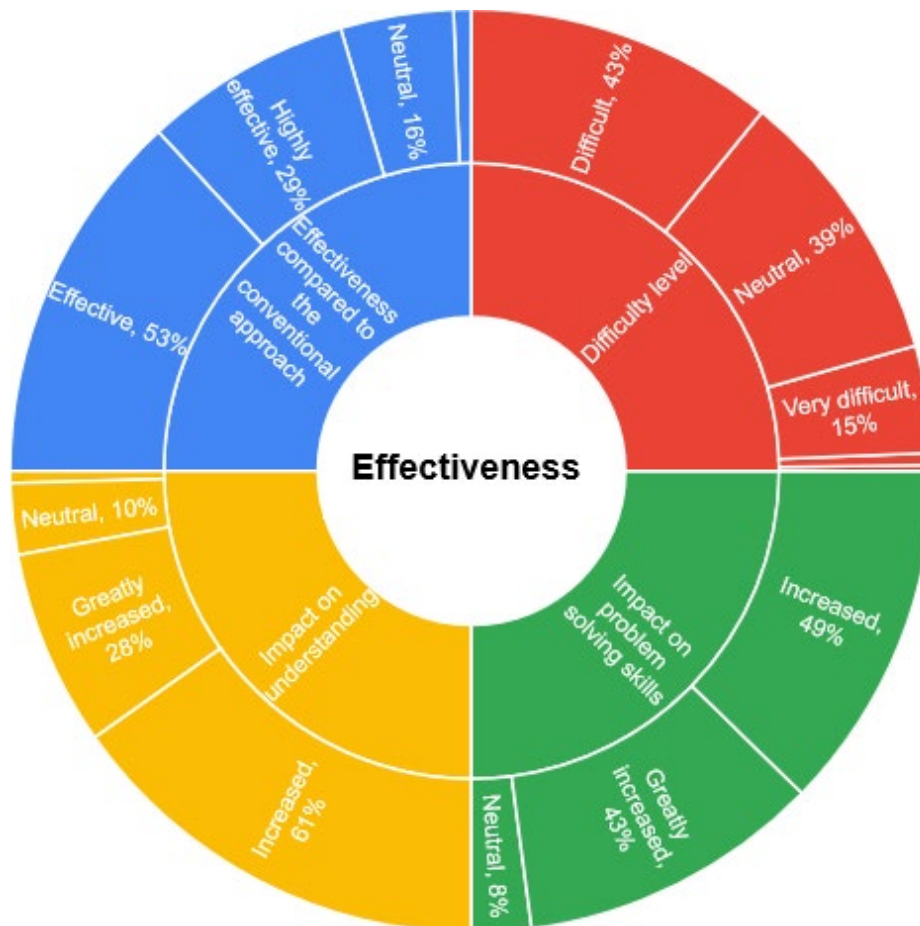 Effectiveness
Difficulty level
Difficult, 43%
Neutral, 39%
Very difficult,
15%
Impact on
problem
solving skills
Increased,
49%
Greatly
increased,
43%
Neutral, 8%
Impact on
understanding
Increased,
61%
Greatly
increased,
28%
Neutral, 10%
Effectiveness
compared to
the
conventional
approach
Effective, 53%
Highly
effective, 29%
Neutral, 16%